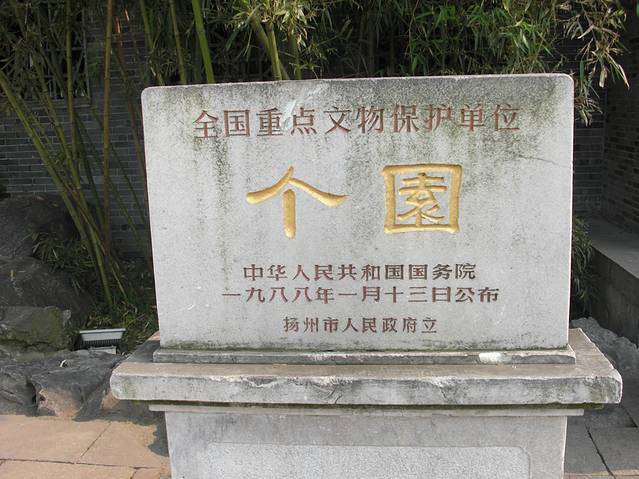 全国重点文物保护单位
个園
中华人民共和国国务院
一九八八年一月十三日公布
扬州市人民政府立